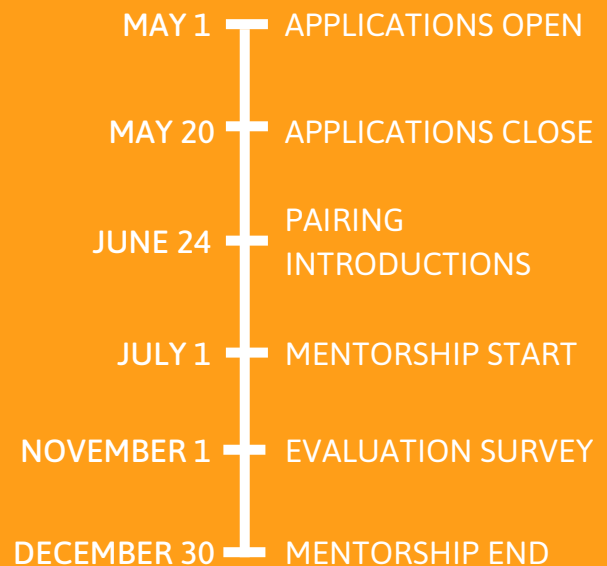 MAY 1 APPLICATIONS OPEN
MAY 20 APPLICATIONS CLOSE
JUNE 24 PAIRING
INTRODUCTIONS
JULY 1 MENTORSHIP START
NOVEMBER 1 EVALUATION SURVEY
DECEMBER 30 MENTORSHIP END